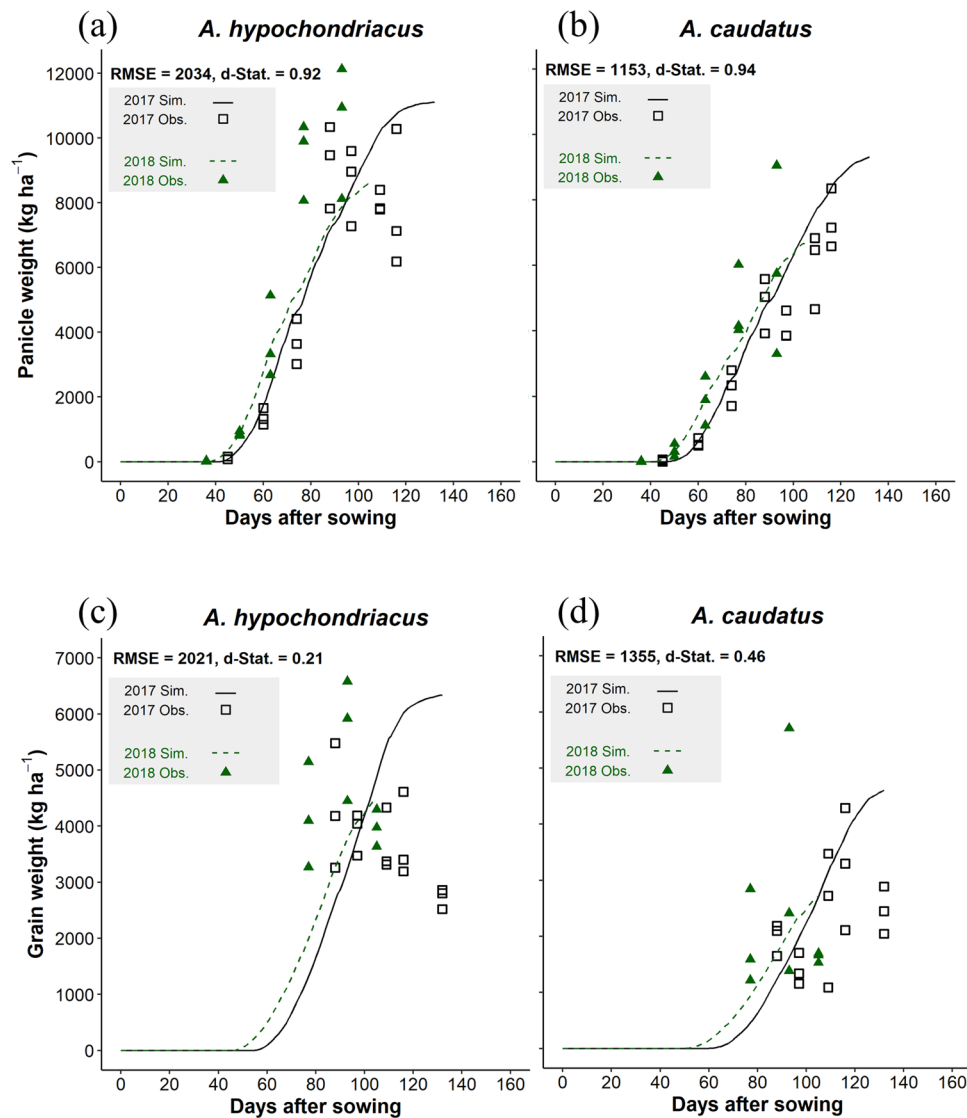 (a)
A. hypochondriacus
RMSE = 2034, d-Stat. = 0.92
2017 Sim.
2017 Obs.
2018 Sim.
2018 Obs.
Panicle weight (kg ha⁻¹)
12000
10000
8000
6000
4000
2000
0
0 20 40 60 80 100 120 140 160
Days after sowing
(b)
A. caudatus
RMSE = 1153, d-Stat. = 0.94
2017 Sim.
2017 Obs.
2018 Sim.
2018 Obs.
0 20 40 60 80 100 120 140 160
Days after sowing
(c)
A. hypochondriacus
RMSE = 2021, d-Stat. = 0.21
2017 Sim.
2017 Obs.
2018 Sim.
2018 Obs.
Grain weight (kg ha⁻¹)
7000
6000
5000
4000
3000
2000
1000
0
0 20 40 60 80 100 120 140 160
Days after sowing
(d)
A. caudatus
RMSE = 1355, d-Stat. = 0.46
2017 Sim.
2017 Obs.
2018 Sim.
2018 Obs.
0 20 40 60 80 100 120 140 160
Days after sowing